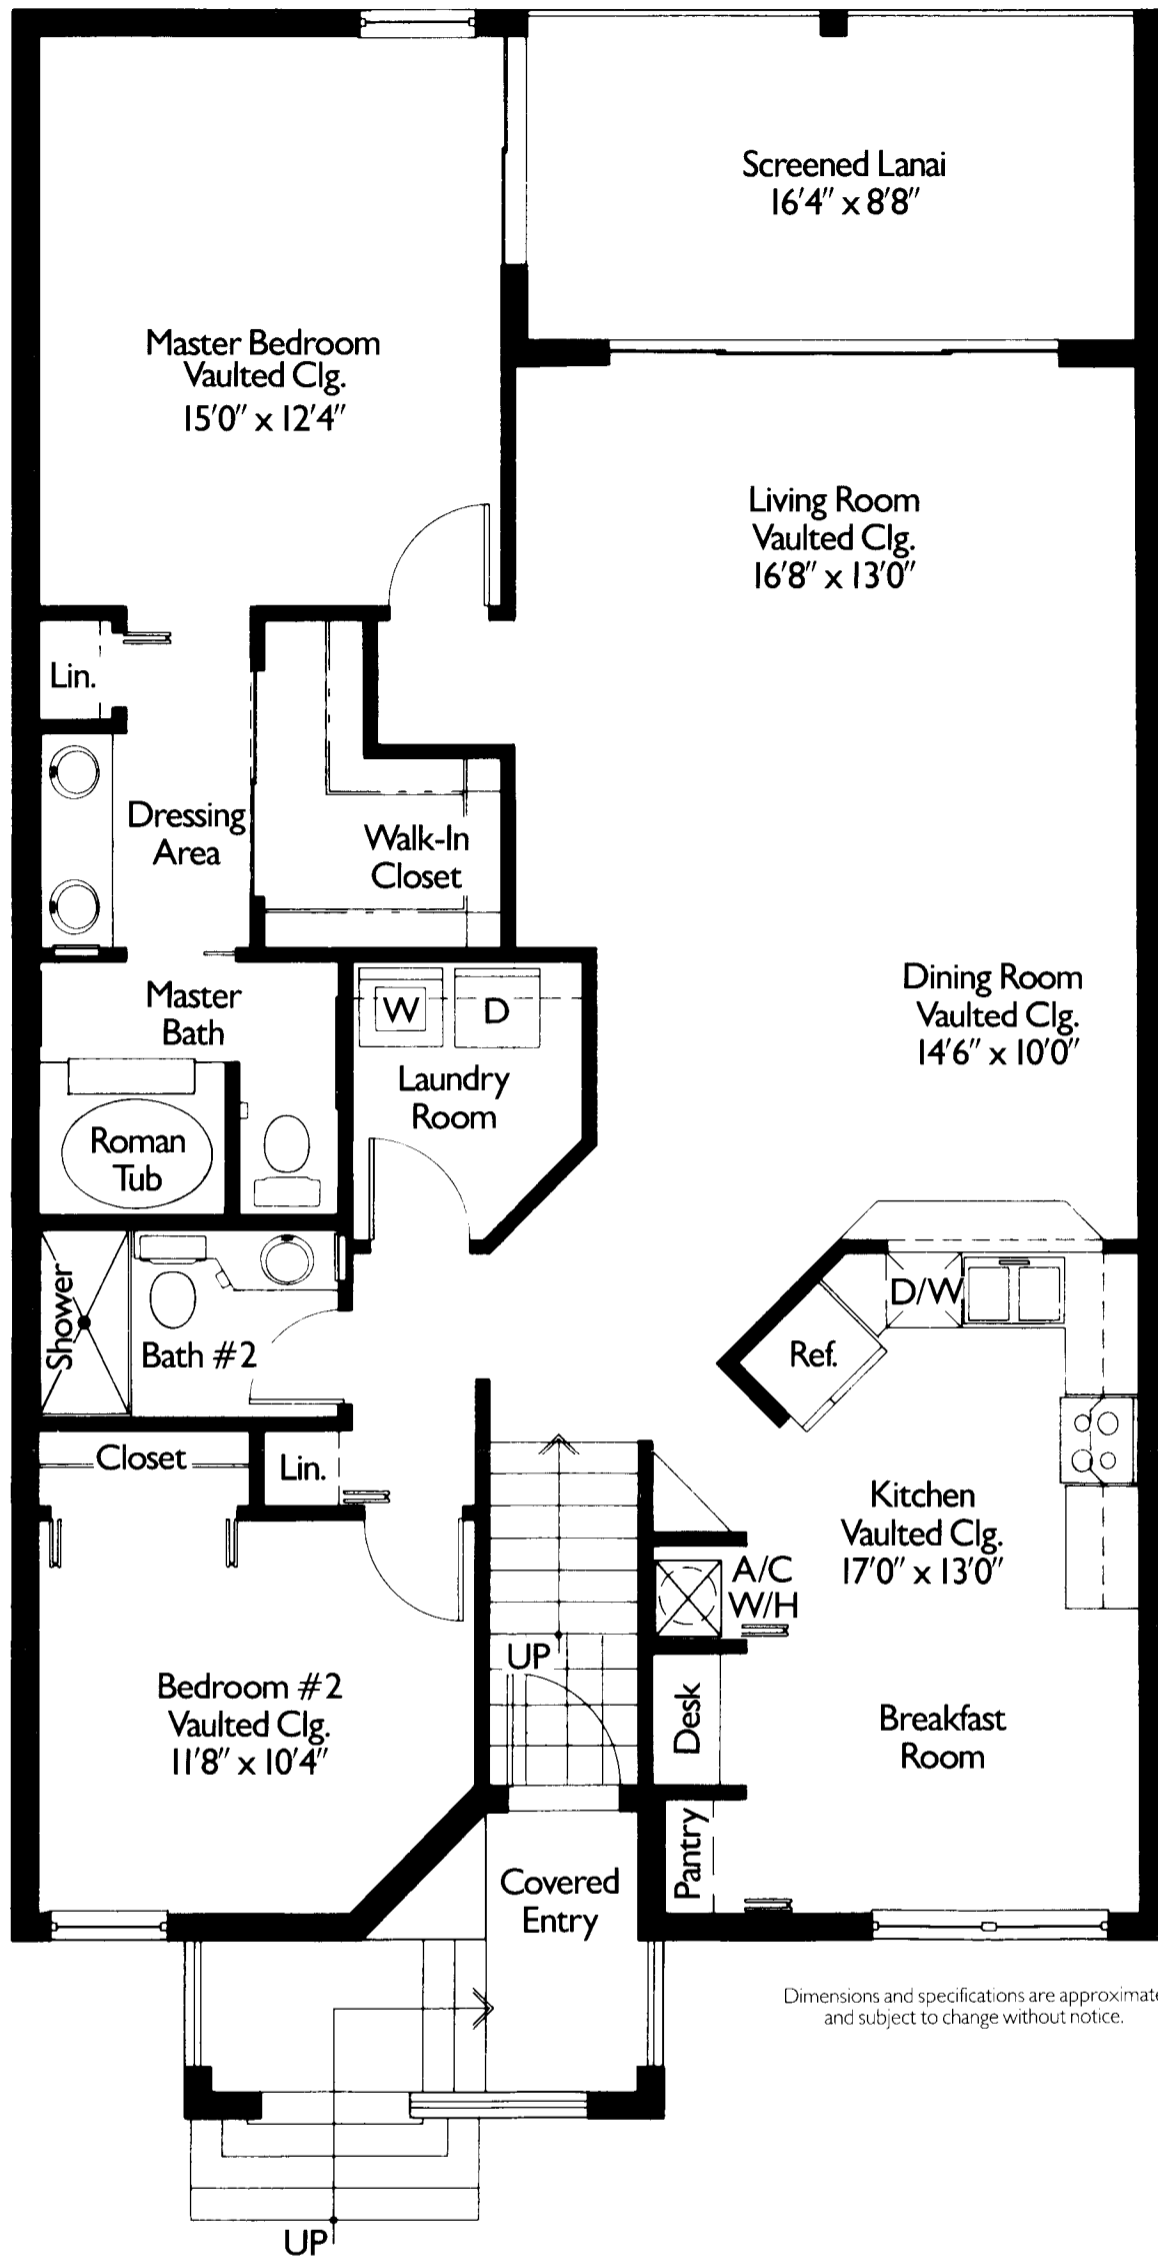 Screened Lanai
16'4" x 8'8"
Master Bedroom
Vaulted Clg.
15'0" x 12'4"
Living Room
Vaulted Clg.
16'8" x 13'0"
Lin.
Dressing
Area
Walk-In
Closet
Master
Bath
W
D
Dining Room
Vaulted Clg.
14'6" x 10'0"
Laundry
Room
Roman
Tub
Shower
Bath #2
D/W
Ref.
Closet
Lin.
Kitchen
Vaulted Clg.
17'0" x 13'0"
A/C
W/H
UP
Bedroom #2
Vaulted Clg.
11'8" x 10'4"
Desk
Breakfast
Room
Pantry
Covered
Entry
Dimensions and specifications are approximate
and subject to change without notice.
UP